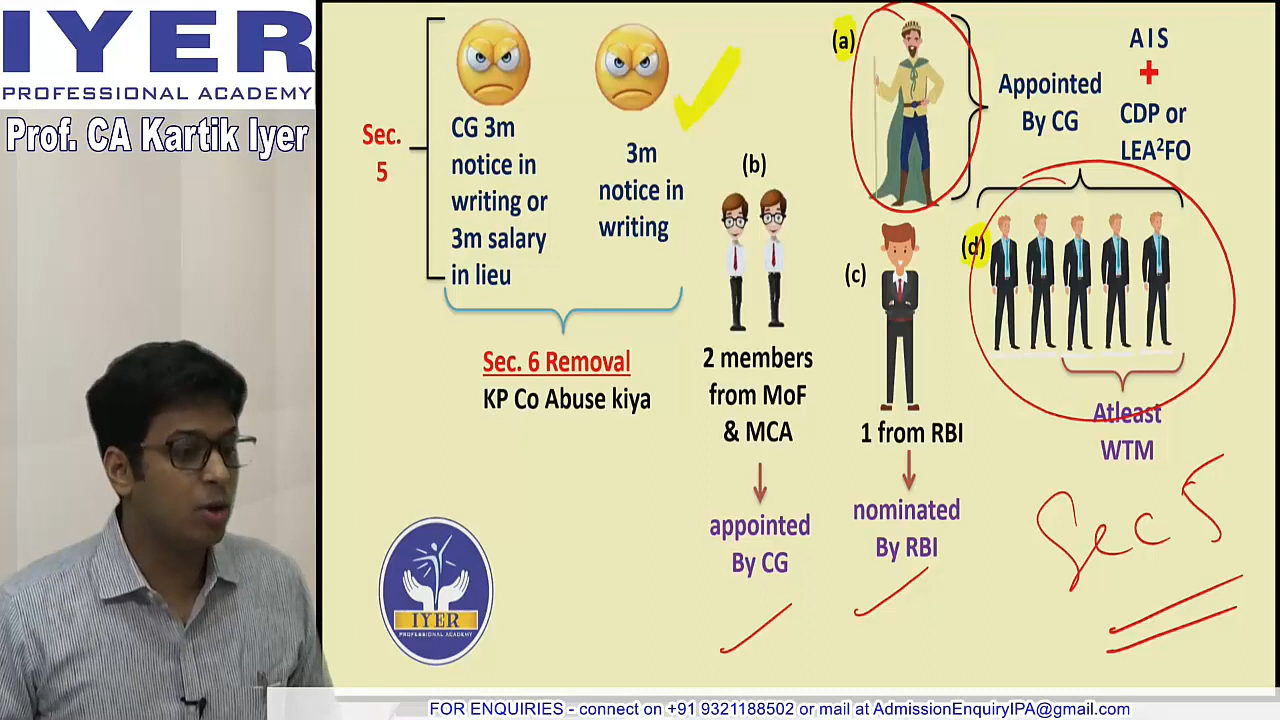 IYER
PROFESSIONAL ACADEMY
Prof. CA Kartik Iyer
Sec.
5
CG 3m
notice in
writing or
3m salary
in lieu
3m
notice in
writing
Sec. 6 Removal
KP Co Abuse kiya
(a)
Appointed
By CG
AIS
+
CDP or
LEA²FO
(b)
2 members
from MoF
& MCA
appointed
By CG
(c)
1 from RBI
nominated
By RBI
(d)
Atleast
WTM
Sec 5
IYER
PROFESSIONAL ACADEMY
FOR ENQUIRIES - connect on +91 9321188502 or mail at AdmissionEnquiryIPA@gmail.com